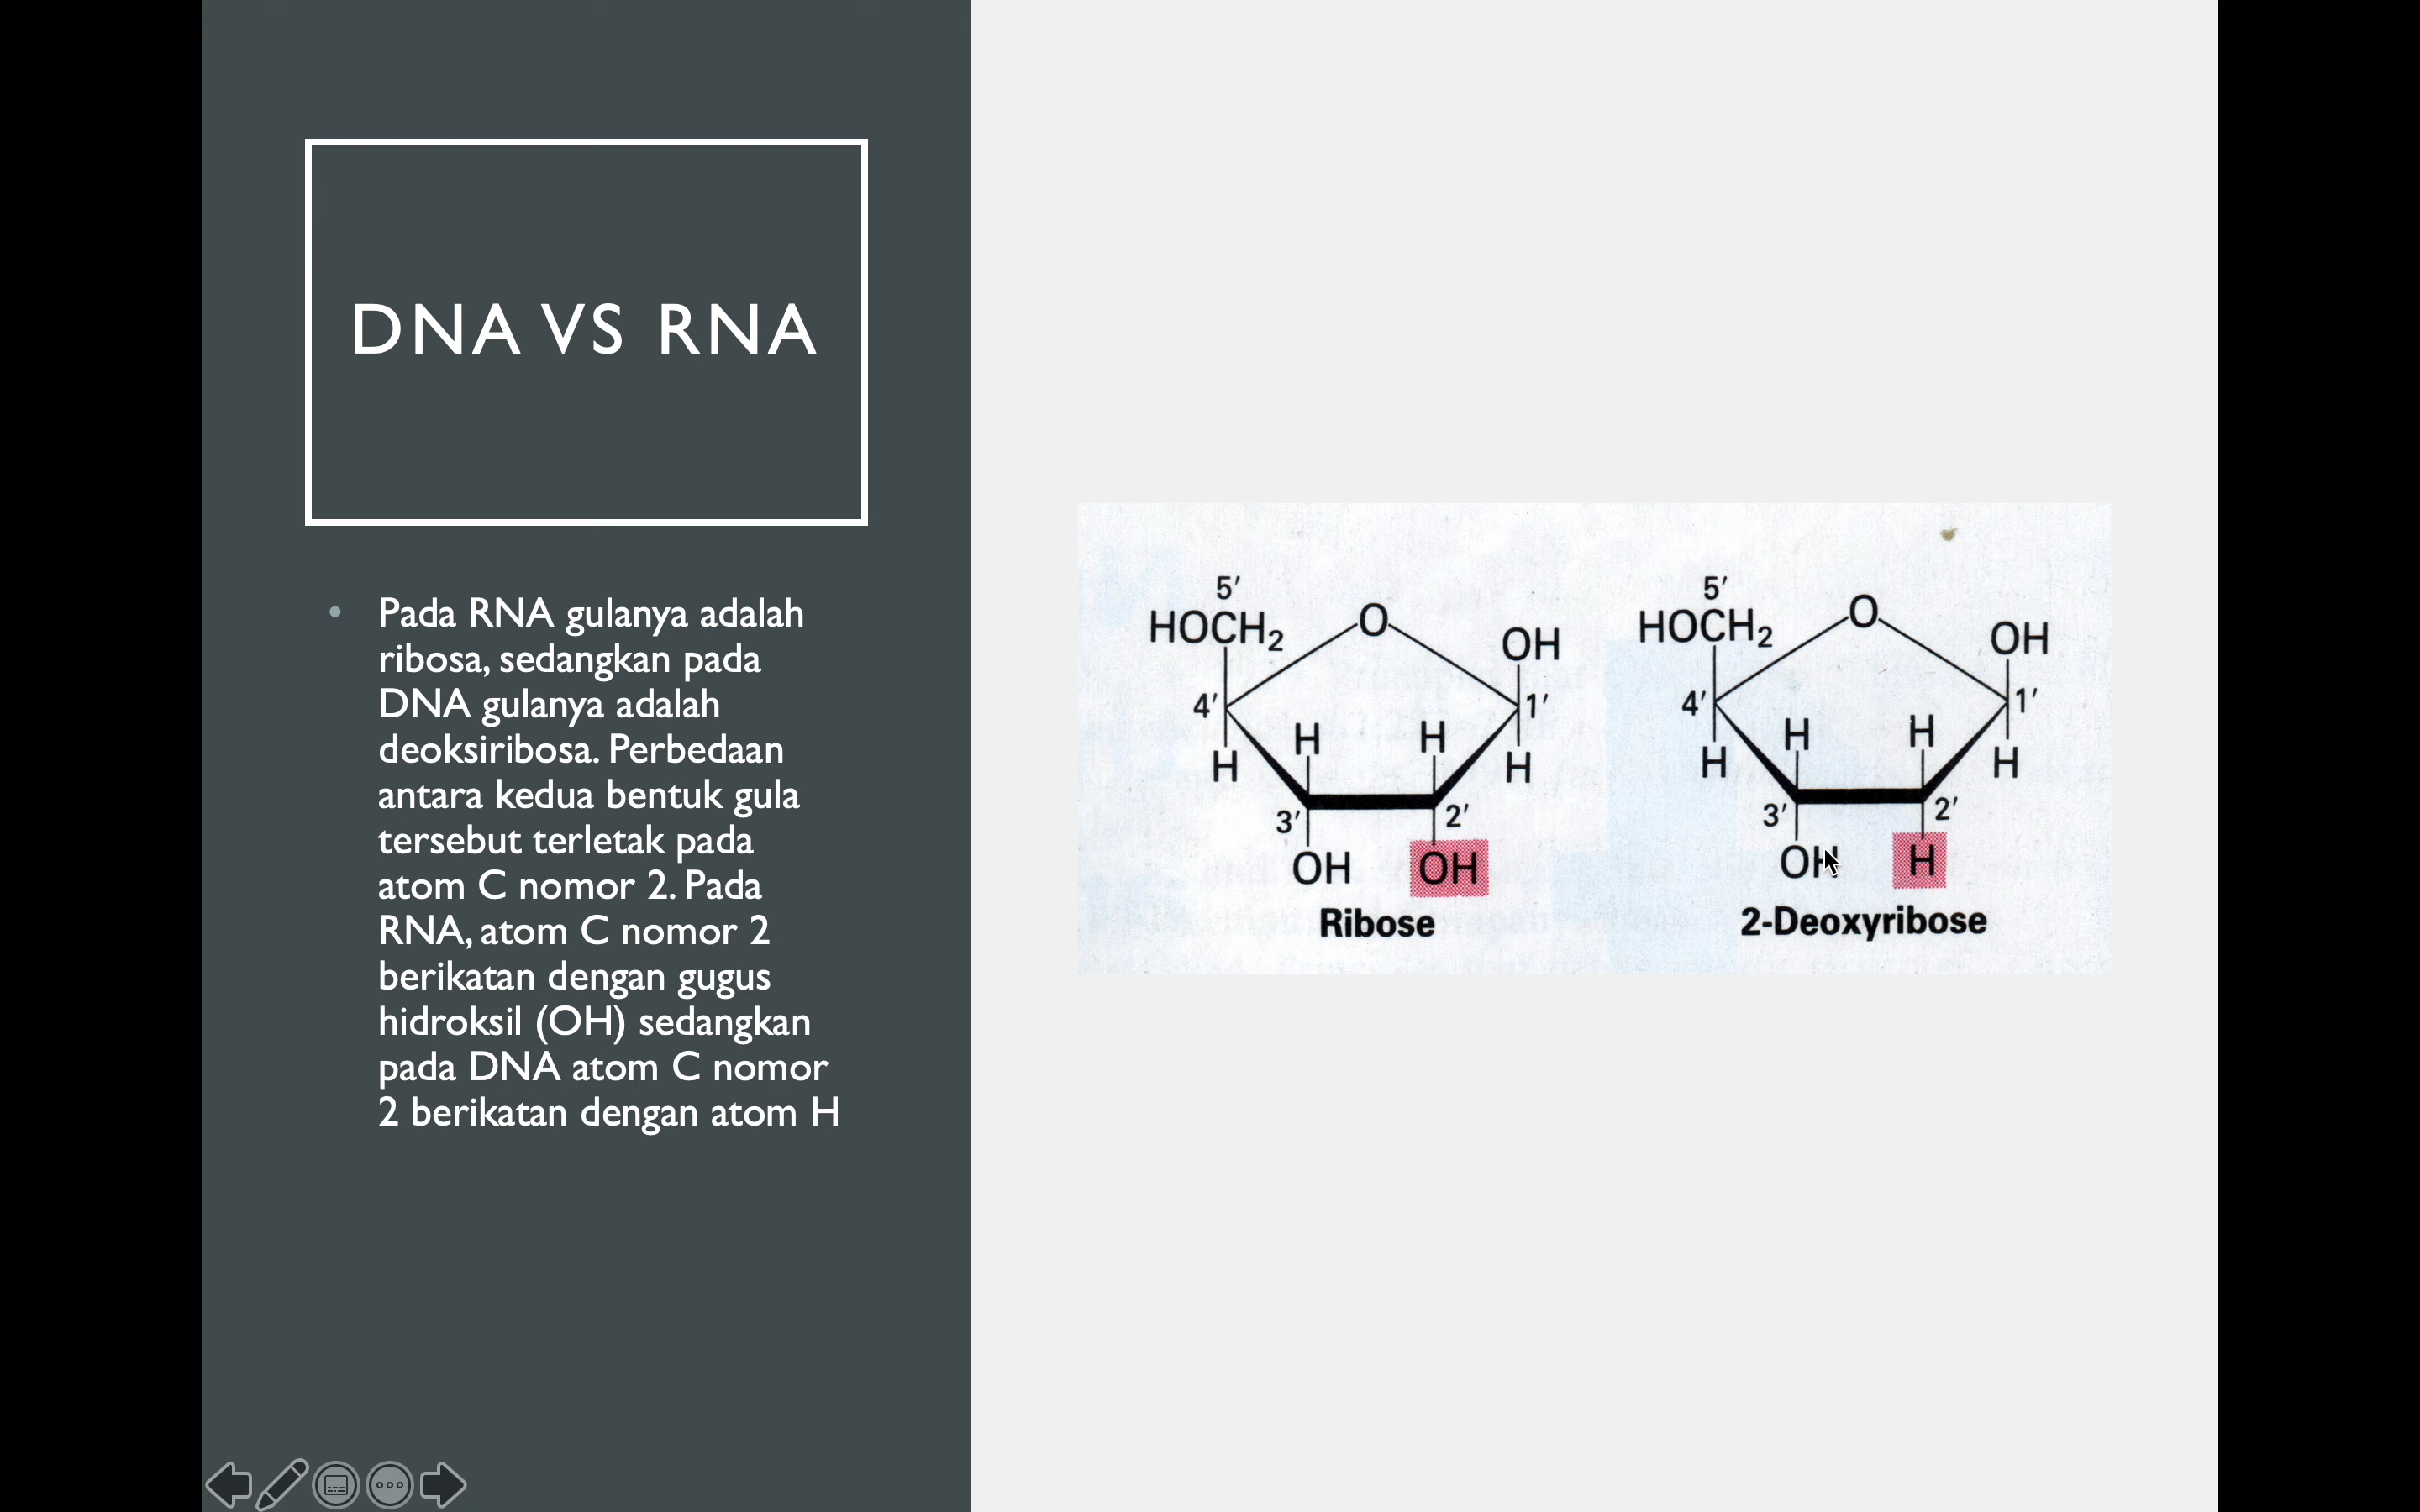 DNA VS RNA
Pada RNA gulanya adalah
ribosa, sedangkan pada
DNA gulanya adalah
deoksiribosa. Perbedaan
antara kedua bentuk gula
tersebut terletak pada
atom C nomor 2. Pada
RNA, atom C nomor 2
berikatan dengan gugus
hidroksil (OH) sedangkan
pada DNA atom C nomor
2 berikatan dengan atom H
5′
HOCH₂
O
OH
4′
1′
H
H
H
H
3′
2′
OH
OH
Ribose
5′
HOCH₂
O
OH
4′
1′
H
H
H
H
3′
2′
OH
H
2-Deoxyribose